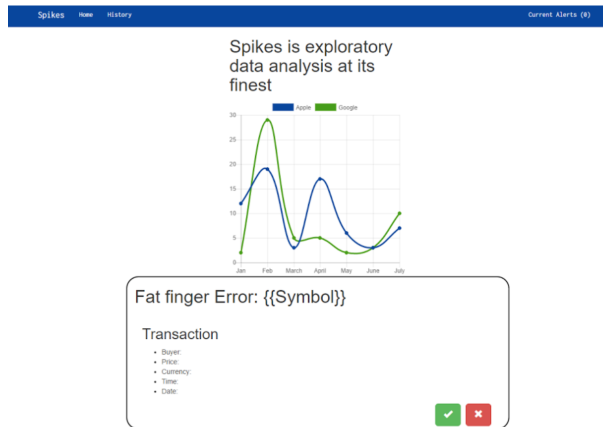 Spikes Home History Current Alerts (0)
Spikes is exploratory
data analysis at its
finest
Apple Google
30
25
20
15
10
5
0
Jan Feb March April May June July
Fat finger Error: {{Symbol}}
Transaction
Buyer:
Price:
Currency:
Time:
Date: